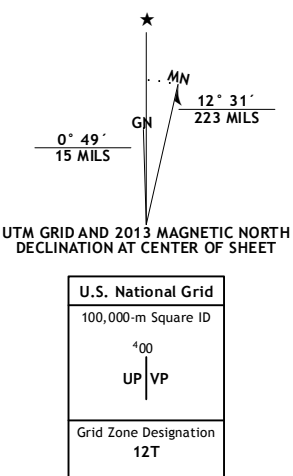 ★
MN
GN
12° 31´
223 MILS
0° 49´
15 MILS
UTM GRID AND 2013 MAGNETIC NORTH
DECLINATION AT CENTER OF SHEET
U.S. National Grid
100,000-m Square ID
⁴00
UP VP
Grid Zone Designation
12T